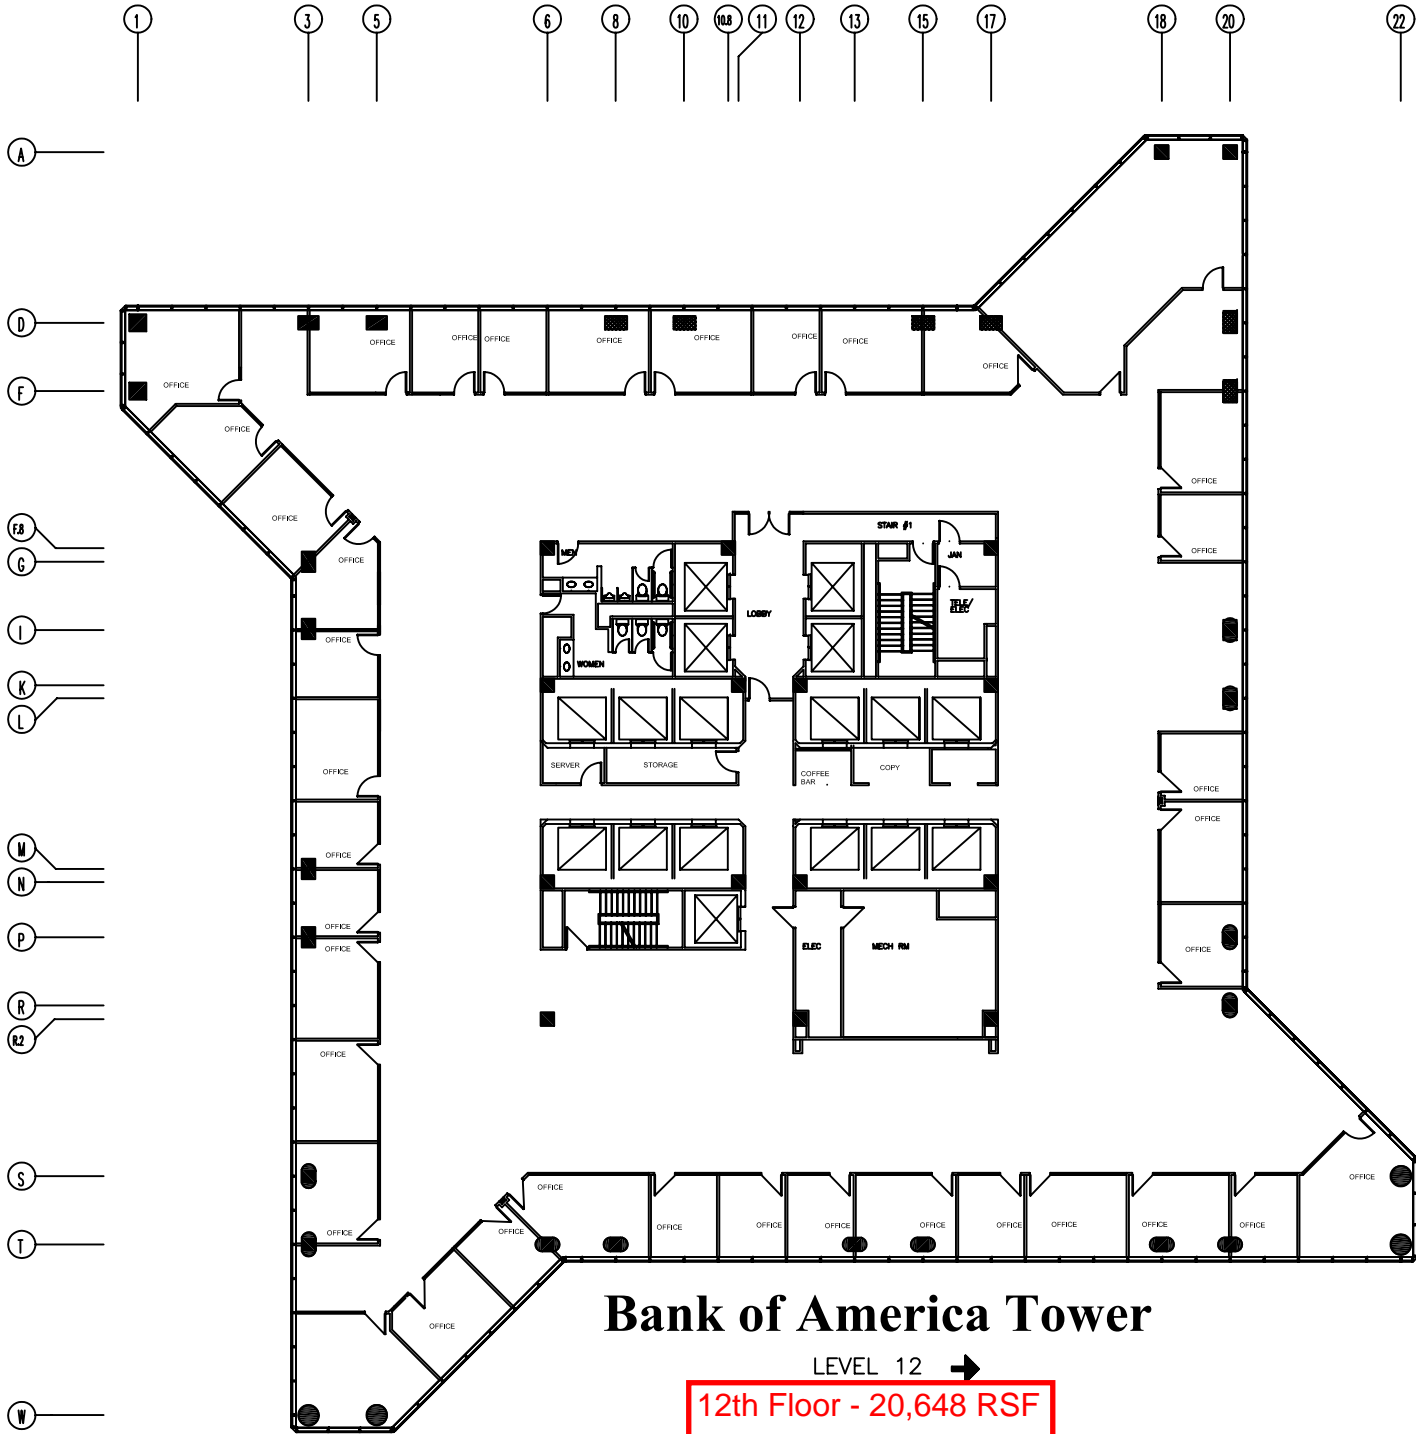 1 3 5 6 8 10 10.8 11 12 13 15 17 18 20 22
A
D
F
F.8
G
I
K
L
M
N
P
R
R.2
S
T
W
OFFICE OFFICE OFFICE OFFICE OFFICE OFFICE OFFICE
OFFICE
OFFICE
OFFICE
OFFICE
OFFICE
OFFICE
STAIR #1
MEN
JAN
OFFICE
OFFICE
TELE/
ELEC
LOBBY
OFFICE
WOMEN
OFFICE
SERVER
STORAGE
COFFEE
BAR
COPY
OFFICE
OFFICE
OFFICE
OFFICE
OFFICE
OFFICE
ELEC
MECH RM
OFFICE
OFFICE
OFFICE
OFFICE
OFFICE
OFFICE
OFFICE OFFICE OFFICE OFFICE OFFICE OFFICE OFFICE OFFICE
OFFICE
Bank of America Tower
LEVEL 12
12th Floor - 20,648 RSF